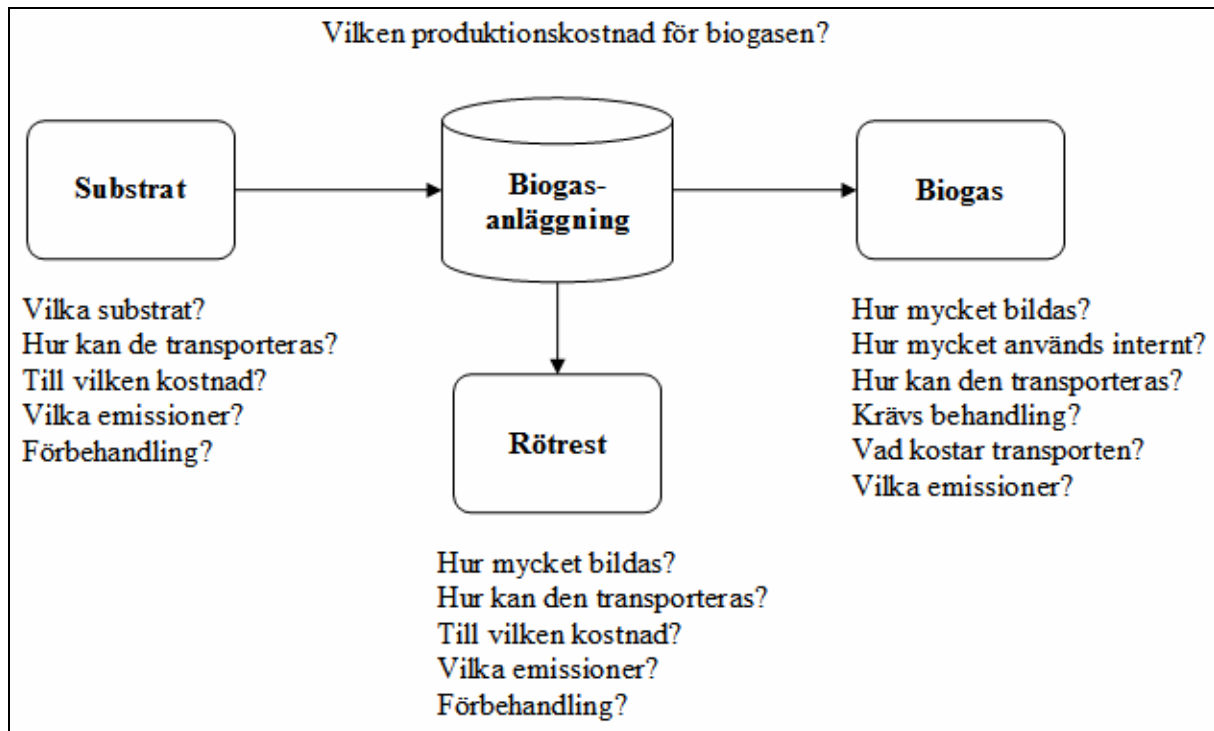 Vilken produktionskostnad för biogasen?
Substrat
Biogas-
anläggning
Biogas
Vilka substrat?
Hur kan de transporteras?
Till vilken kostnad?
Vilka emissioner?
Förbehandling?
Rötrest
Hur mycket bildas?
Hur kan den transporteras?
Till vilken kostnad?
Vilka emissioner?
Förbehandling?
Hur mycket bildas?
Hur mycket används internt?
Hur kan den transporteras?
Krävs behandling?
Vad kostar transporten?
Vilka emissioner?